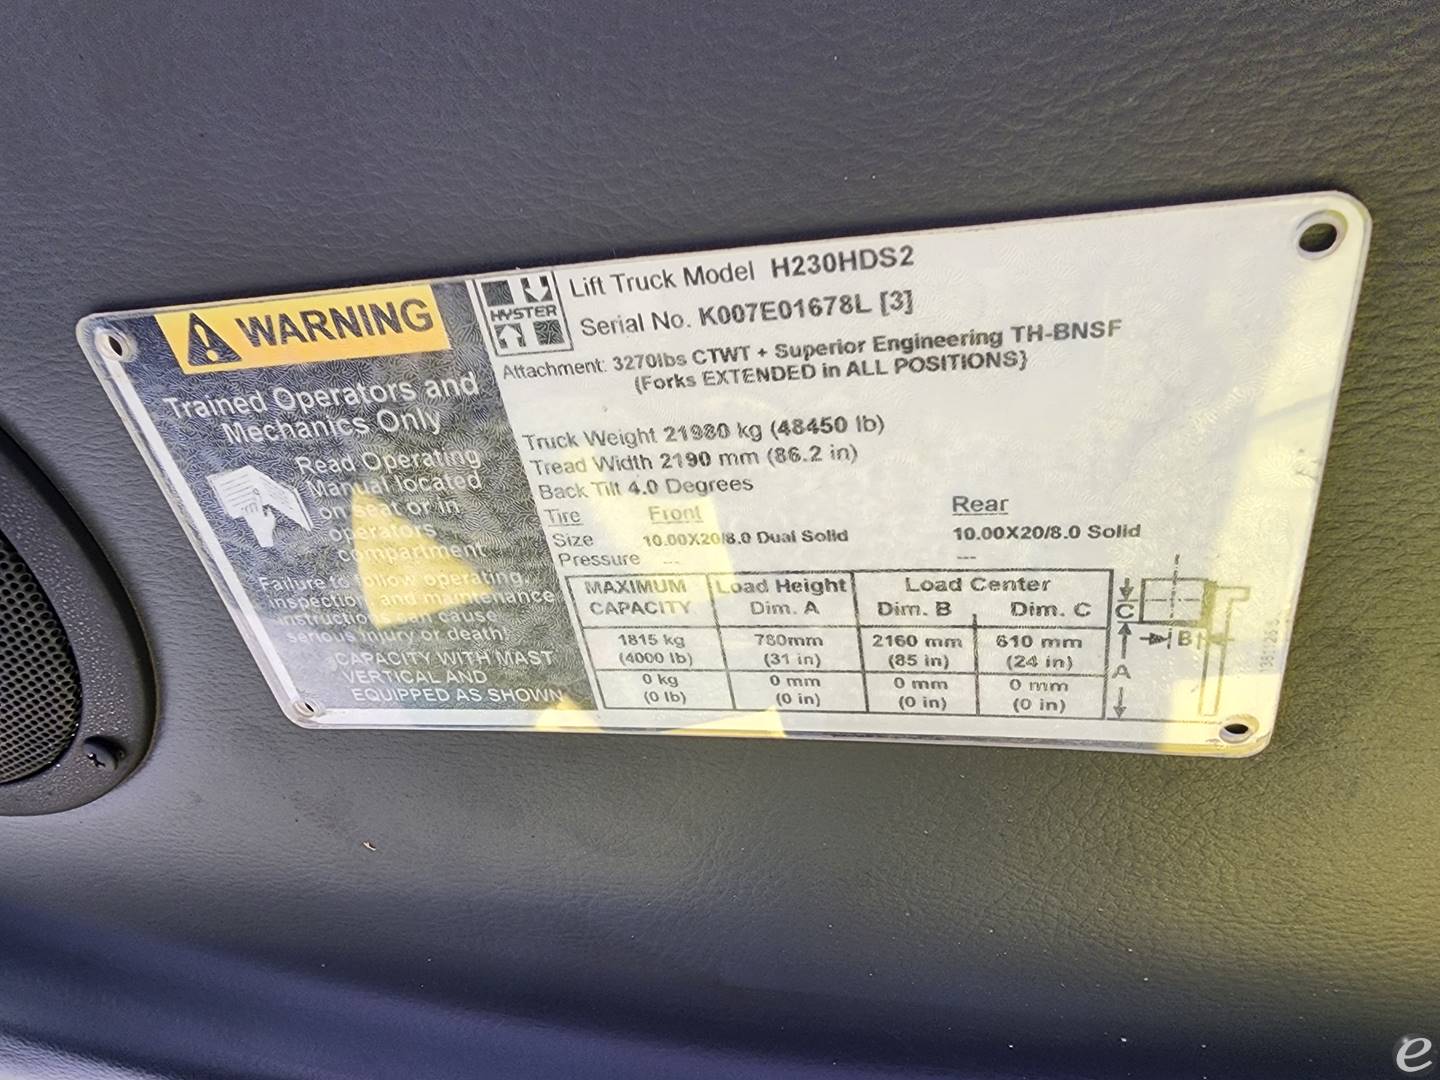 WARNING
Trained Operators and
Mechanics Only
Read Operating
Manual located
on seat or in
operators
compartment
Failure to follow operating,
inspection and maintenance
instructions can cause
serious injury or death!
CAPACITY WITH MAST
VERTICAL AND
EQUIPPED AS SHOWN
HYSTER
Lift Truck Model H230HDS2
Serial No. K007E01678L [3]
Attachment: 3270lbs CTWT + Superior Engineering TH-BNSF
{Forks EXTENDED in ALL POSITIONS}
Truck Weight 21980 kg (48450 lb)
Tread Width 2190 mm (86.2 in)
Back Tilt 4.0 Degrees
Tire Front Rear
Size 10.00X20/8.0 Dual Solid 10.00X20/8.0 Solid
Pressure --- ---
MAXIMUM Load Height Load Center
CAPACITY Dim. A Dim. B Dim. C
1815 kg 780mm 2160 mm 610 mm
(4000 lb) (31 in) (85 in) (24 in)
0 kg 0 mm 0 mm 0 mm
(0 lb) (0 in) (0 in) (0 in)
C
B
A
e